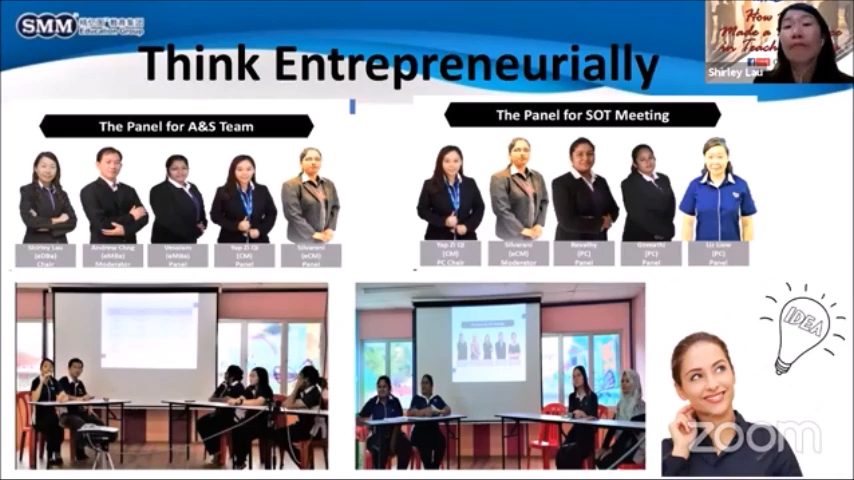 SMM
Education Group
Think Entrepreneurially
Shirley Lau
The Panel for A&S Team
The Panel for SOT Meeting
Shirley Lau
(eDBa)
Chair
Andrew Chng
(eMBa)
Moderator
(eMBa)
Panel
Yap Zi Qi
(CM)
Panel
Silvarani
(eCM)
Panel
Yap Zi Qi
(CM)
PC Chair
Silvarani
(eCM)
Moderator
Revathy
(PC)
Panel
(PC)
Panel
Liz Liew
(PC)
Panel
IDEA
zoom